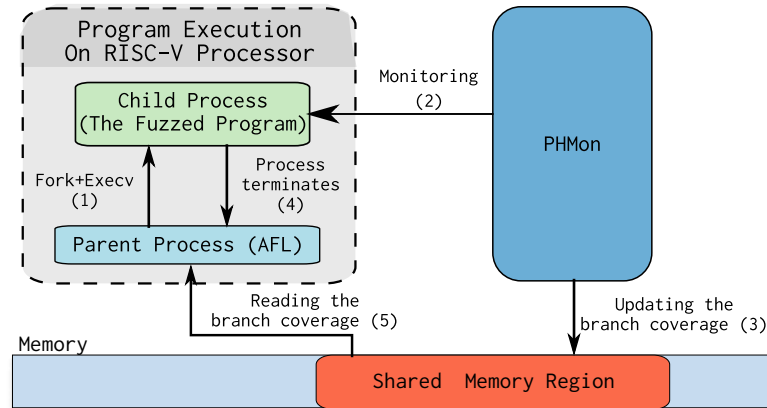 Program Execution
On RISC-V Processor
Child Process
(The Fuzzed Program)
Monitoring
(2)
PHMon
Fork+Execv
(1)
Process
terminates
(4)
Parent Process (AFL)
Reading the
branch coverage (5)
Updating the
branch coverage (3)
Memory
Shared Memory Region